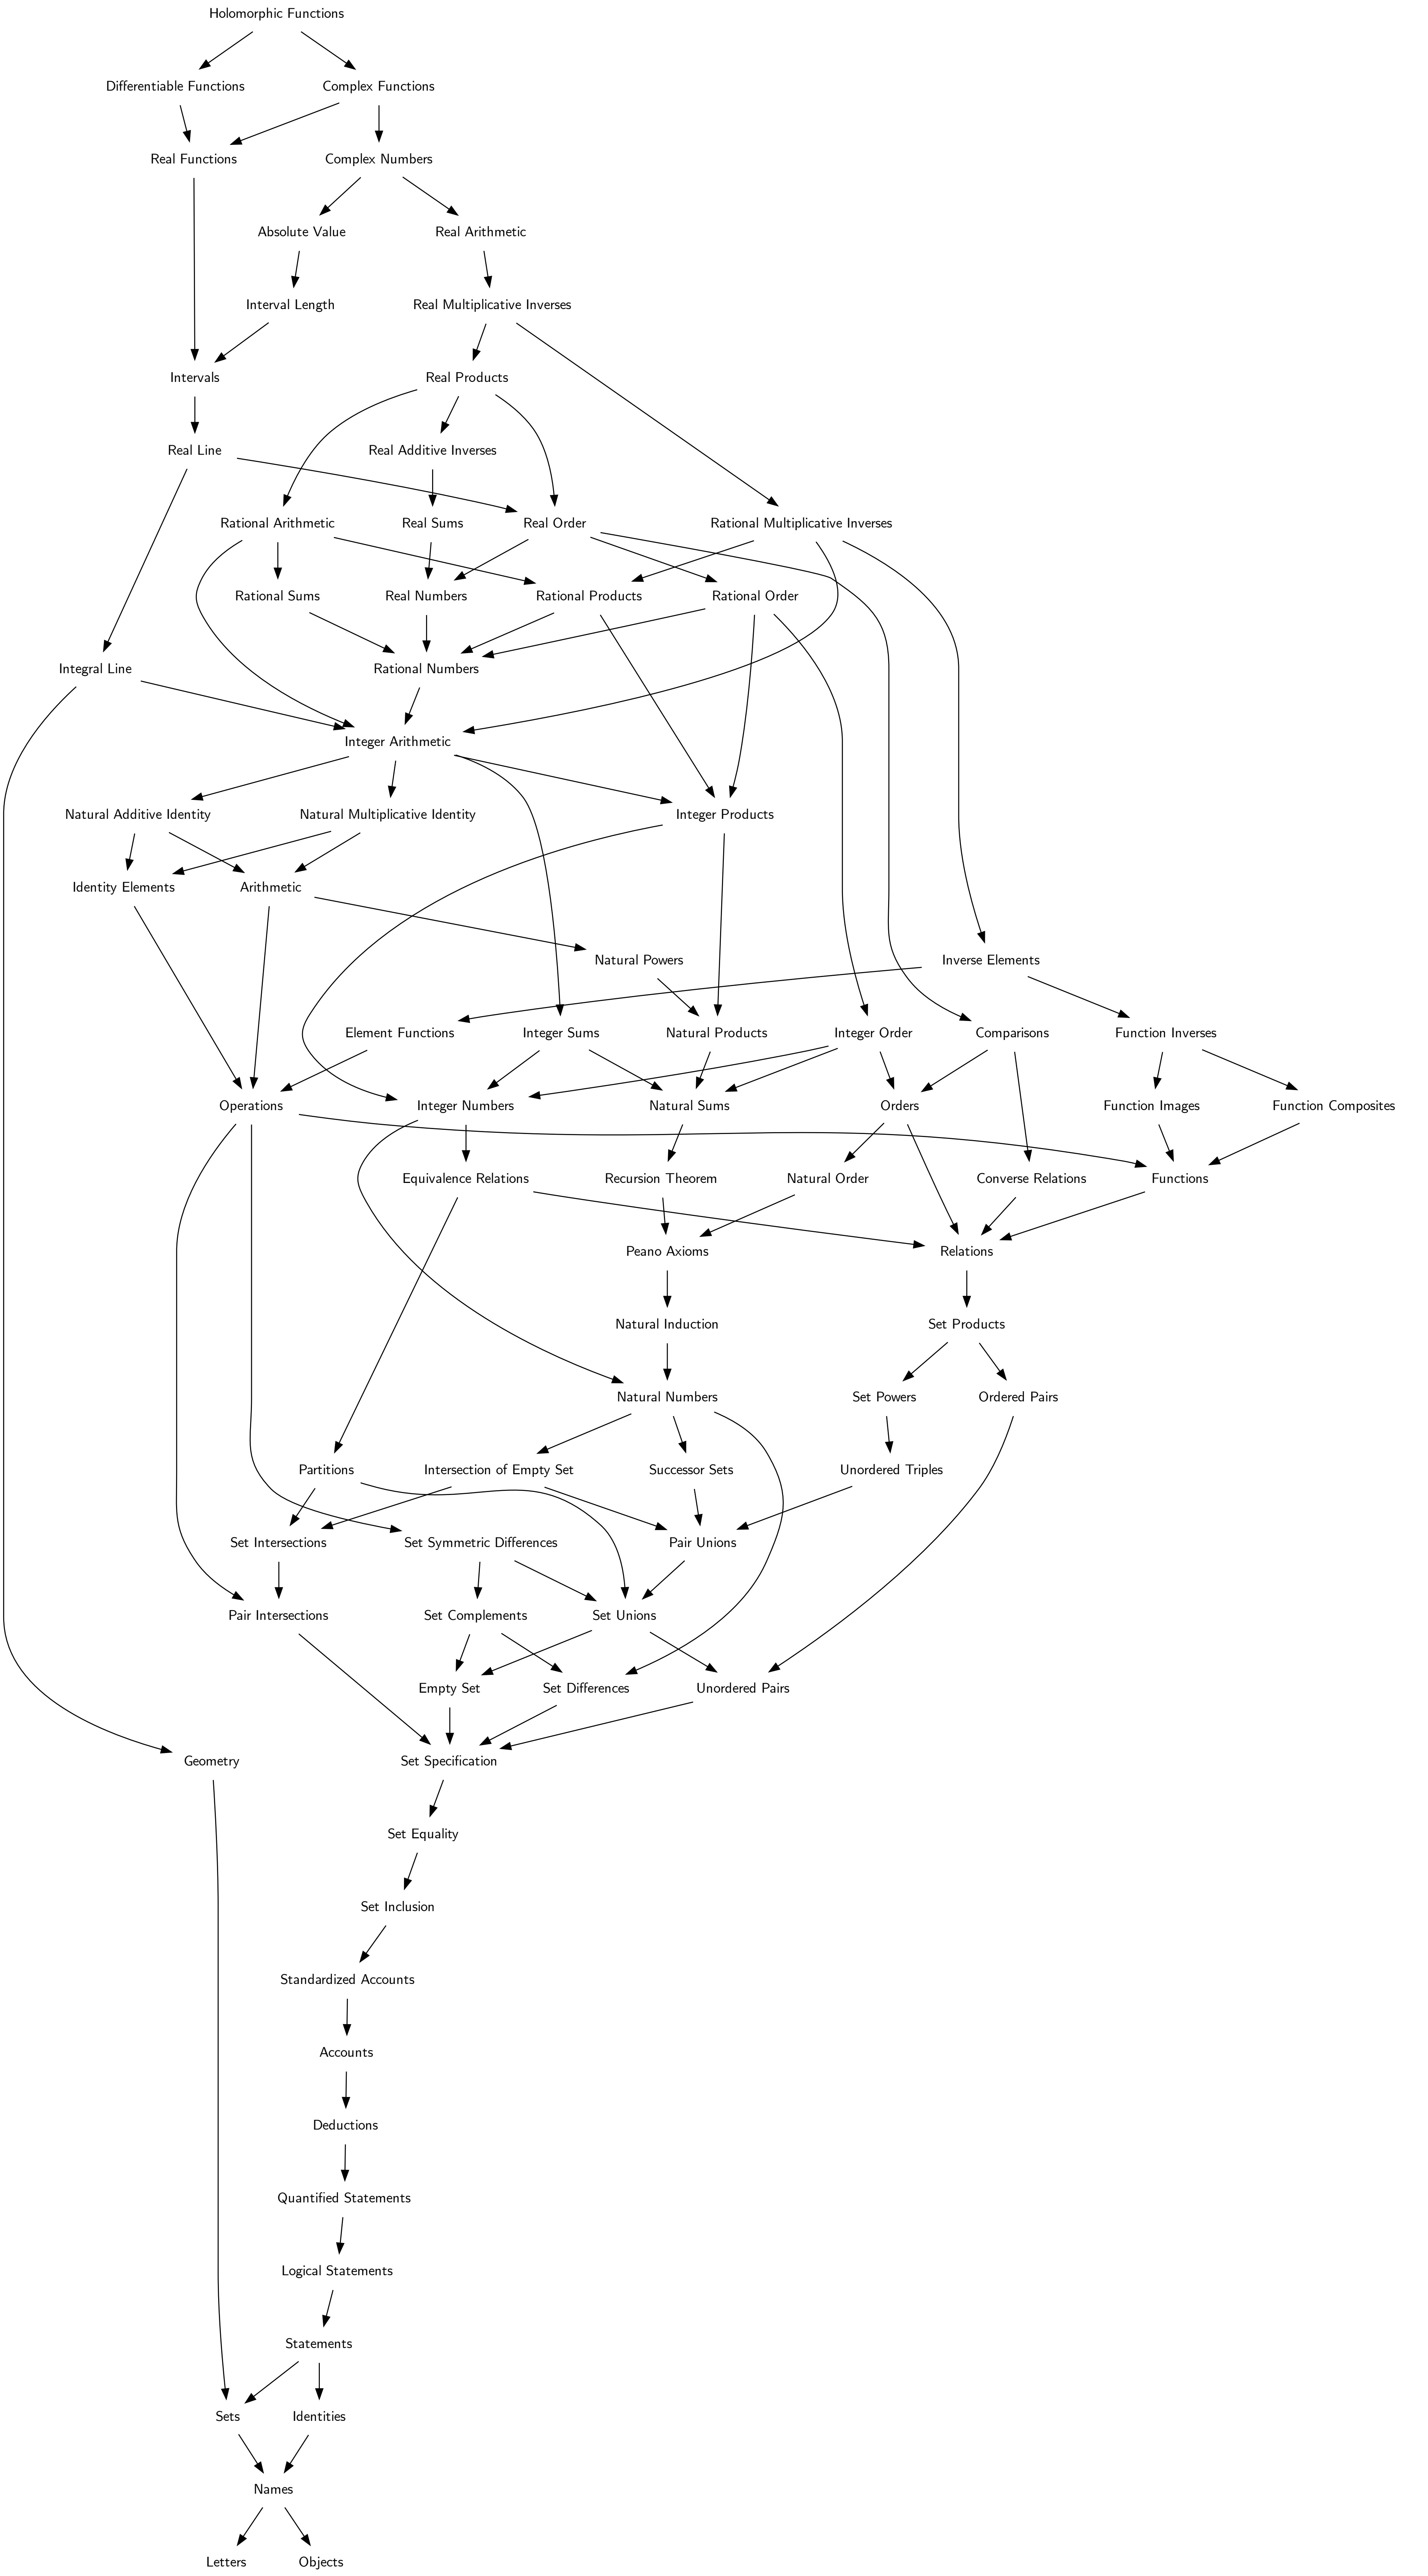 Holomorphic Functions
Differentiable Functions
Complex Functions
Real Functions
Complex Numbers
Absolute Value
Real Arithmetic
Interval Length
Real Multiplicative Inverses
Intervals
Real Products
Real Line
Real Additive Inverses
Rational Arithmetic
Real Sums
Real Order
Rational Multiplicative Inverses
Rational Sums
Real Numbers
Rational Products
Rational Order
Integral Line
Rational Numbers
Integer Arithmetic
Natural Additive Identity
Natural Multiplicative Identity
Integer Products
Identity Elements
Arithmetic
Natural Powers
Inverse Elements
Element Functions
Integer Sums
Natural Products
Integer Order
Comparisons
Function Inverses
Operations
Integer Numbers
Natural Sums
Orders
Function Images
Function Composites
Equivalence Relations
Recursion Theorem
Natural Order
Converse Relations
Functions
Peano Axioms
Relations
Natural Induction
Set Products
Natural Numbers
Set Powers
Ordered Pairs
Partitions
Intersection of Empty Set
Successor Sets
Unordered Triples
Set Intersections
Set Symmetric Differences
Pair Unions
Pair Intersections
Set Complements
Set Unions
Empty Set
Set Differences
Unordered Pairs
Geometry
Set Specification
Set Equality
Set Inclusion
Standardized Accounts
Accounts
Deductions
Quantified Statements
Logical Statements
Statements
Sets
Identities
Names
Letters
Objects